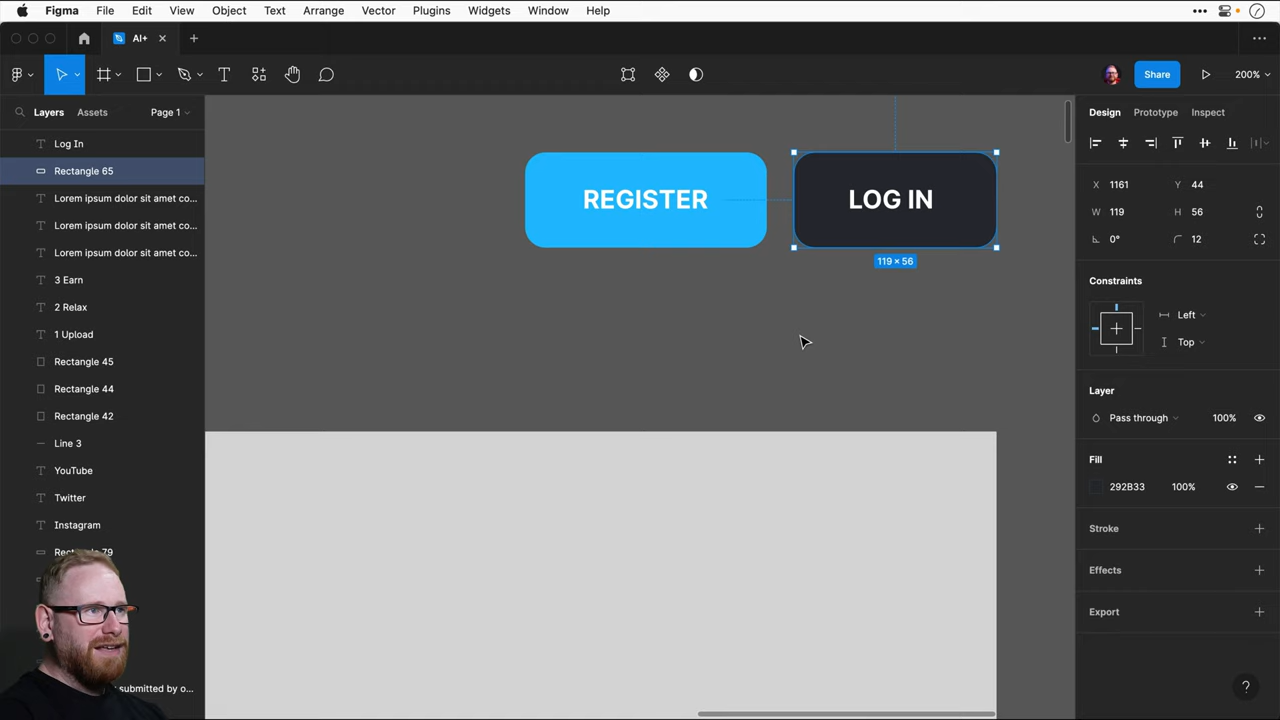 Figma File Edit View Object Text Arrange Vector Plugins Widgets Window Help
AI+
Share 200%
Layers Assets Page 1
Design Prototype Inspect
Log In
Rectangle 65
Lorem ipsum dolor sit amet co...
Lorem ipsum dolor sit amet co...
Lorem ipsum dolor sit amet co...
3 Earn
2 Relax
1 Upload
Rectangle 45
Rectangle 44
Rectangle 42
Line 3
YouTube
Twitter
Instagram
Rectangle 79
submitted by o...
REGISTER
LOG IN
119 × 56
X 1161 Y 44
W 119 H 56
0° 12
Constraints
Left
Top
Layer
Pass through 100%
Fill
292B33 100%
Stroke
Effects
Export
?